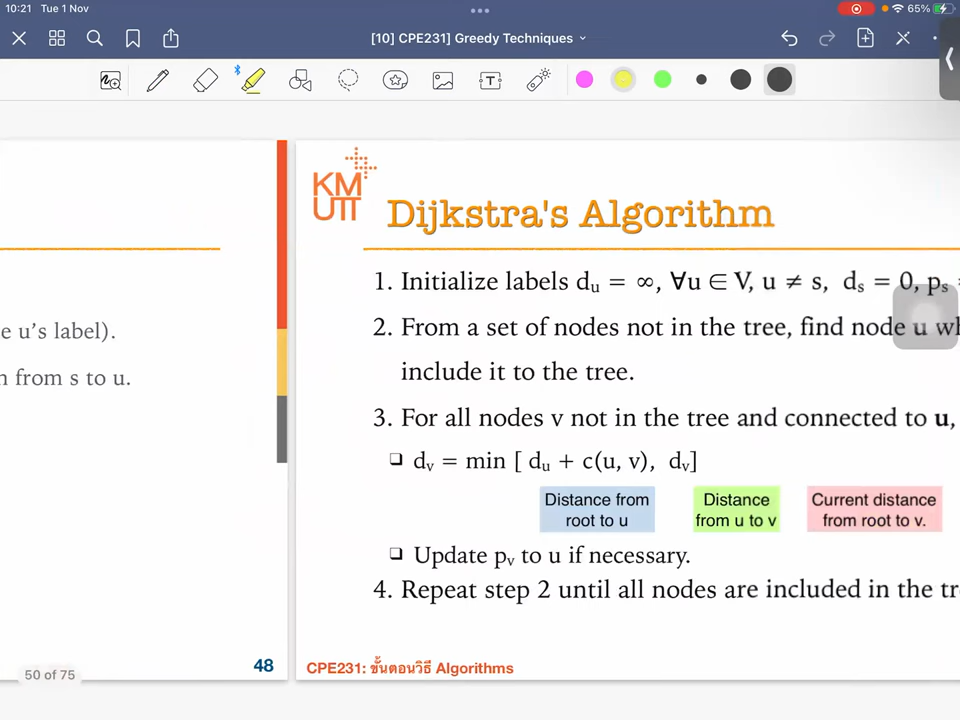 10:21 Tue 1 Nov
65%
[10] CPE231] Greedy Techniques
T
KM
UTT
Dijkstra's Algorithm
1. Initialize labels dᵤ = ∞, ∀u ∈ V, u ≠ s, dₛ = 0, pₛ =
2. From a set of nodes not in the tree, find node u
include it to the tree.
e u's label).
n from s to u.
3. For all nodes v not in the tree and connected to u,
❑ dᵥ = min [ dᵤ + c(u, v), dᵥ]
Distance from
root to u
Distance
from u to v
Current distance
from root to v.
❑ Update pᵥ to u if necessary.
4. Repeat step 2 until all nodes are included in the
50 of 75
48
CPE231: ขั้นตอนวิธี Algorithms